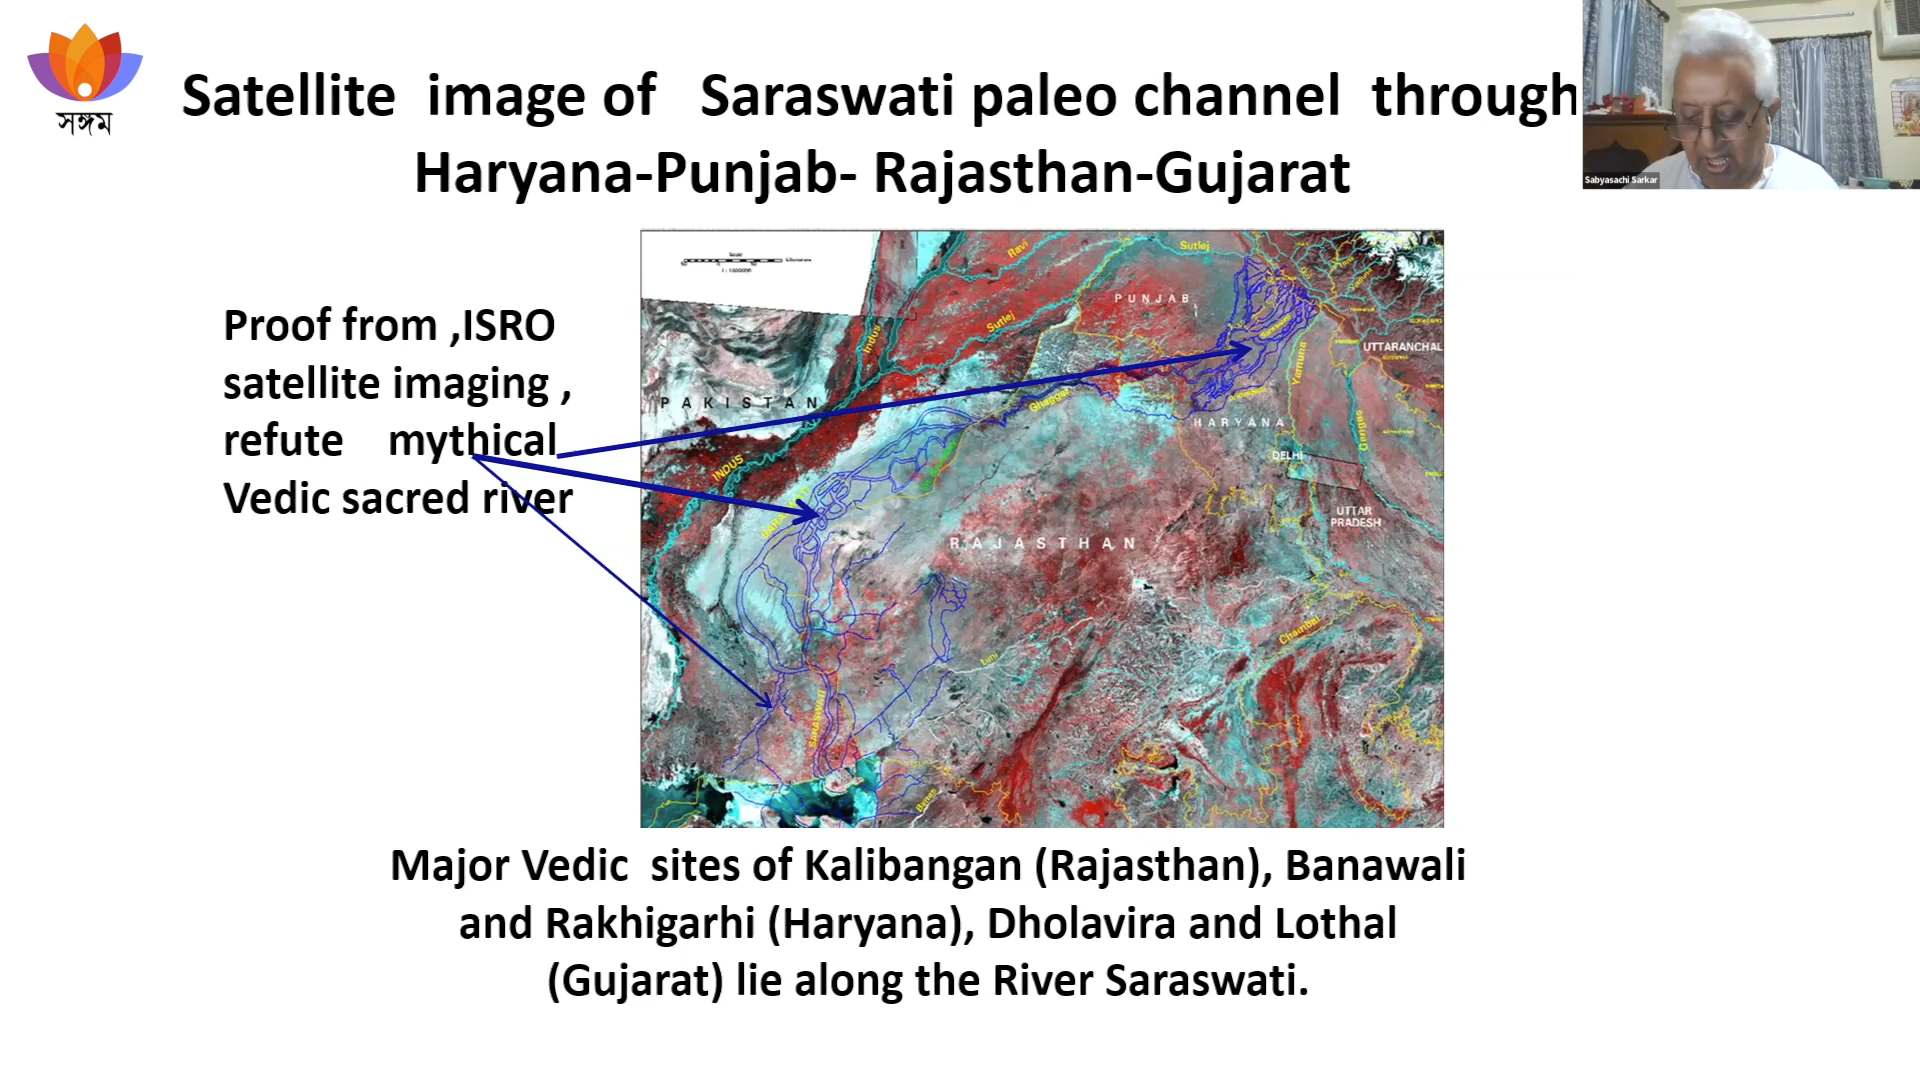 সঙ্গম
Satellite image of Saraswati paleo channel through
Haryana-Punjab- Rajasthan-Gujarat
Sabyasachi Sarkar
Proof from ,ISRO
satellite imaging ,
refute mythical
Vedic sacred river
Ravi
Sutlej
PUNJAB
Indus
Sutlej
Yamuna
UTTARANCHAL
PAKISTAN
Ghaggar
HARYANA
Ganges
DELHI
INDUS
UTTAR
PRADESH
RAJASTHAN
Chambal
Luni
SARASWATI
Banas
Major Vedic sites of Kalibangan (Rajasthan), Banawali
and Rakhigarhi (Haryana), Dholavira and Lothal
(Gujarat) lie along the River Saraswati.